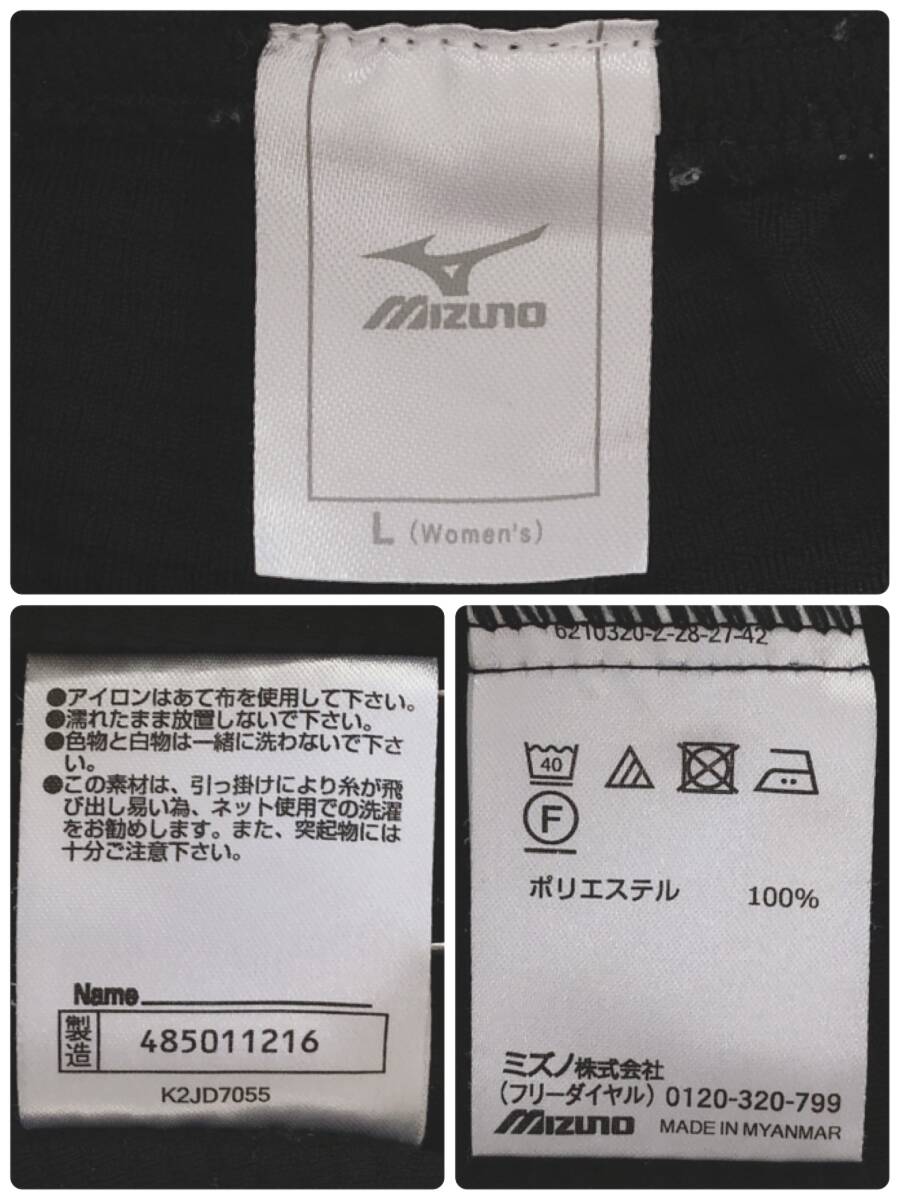 MIZUNO
L (Women's)
●アイロンはあて布を使用して下さい。
●濡れたまま放置しないで下さい。
●色物と白物は一緒に洗わないで下さ
い。
●この素材は、引っ掛けにより糸が飛
び出し易い為、ネット使用での洗濯
をお勧めします。また、突起物には
十分ご注意下さい。
Name
製造 485011216
K2JD7055
6210320-2-28-27-42
40
F
ポリエステル 100%
ミズノ株式会社
(フリーダイヤル) 0120-320-799
MIZUNO MADE IN MYANMAR